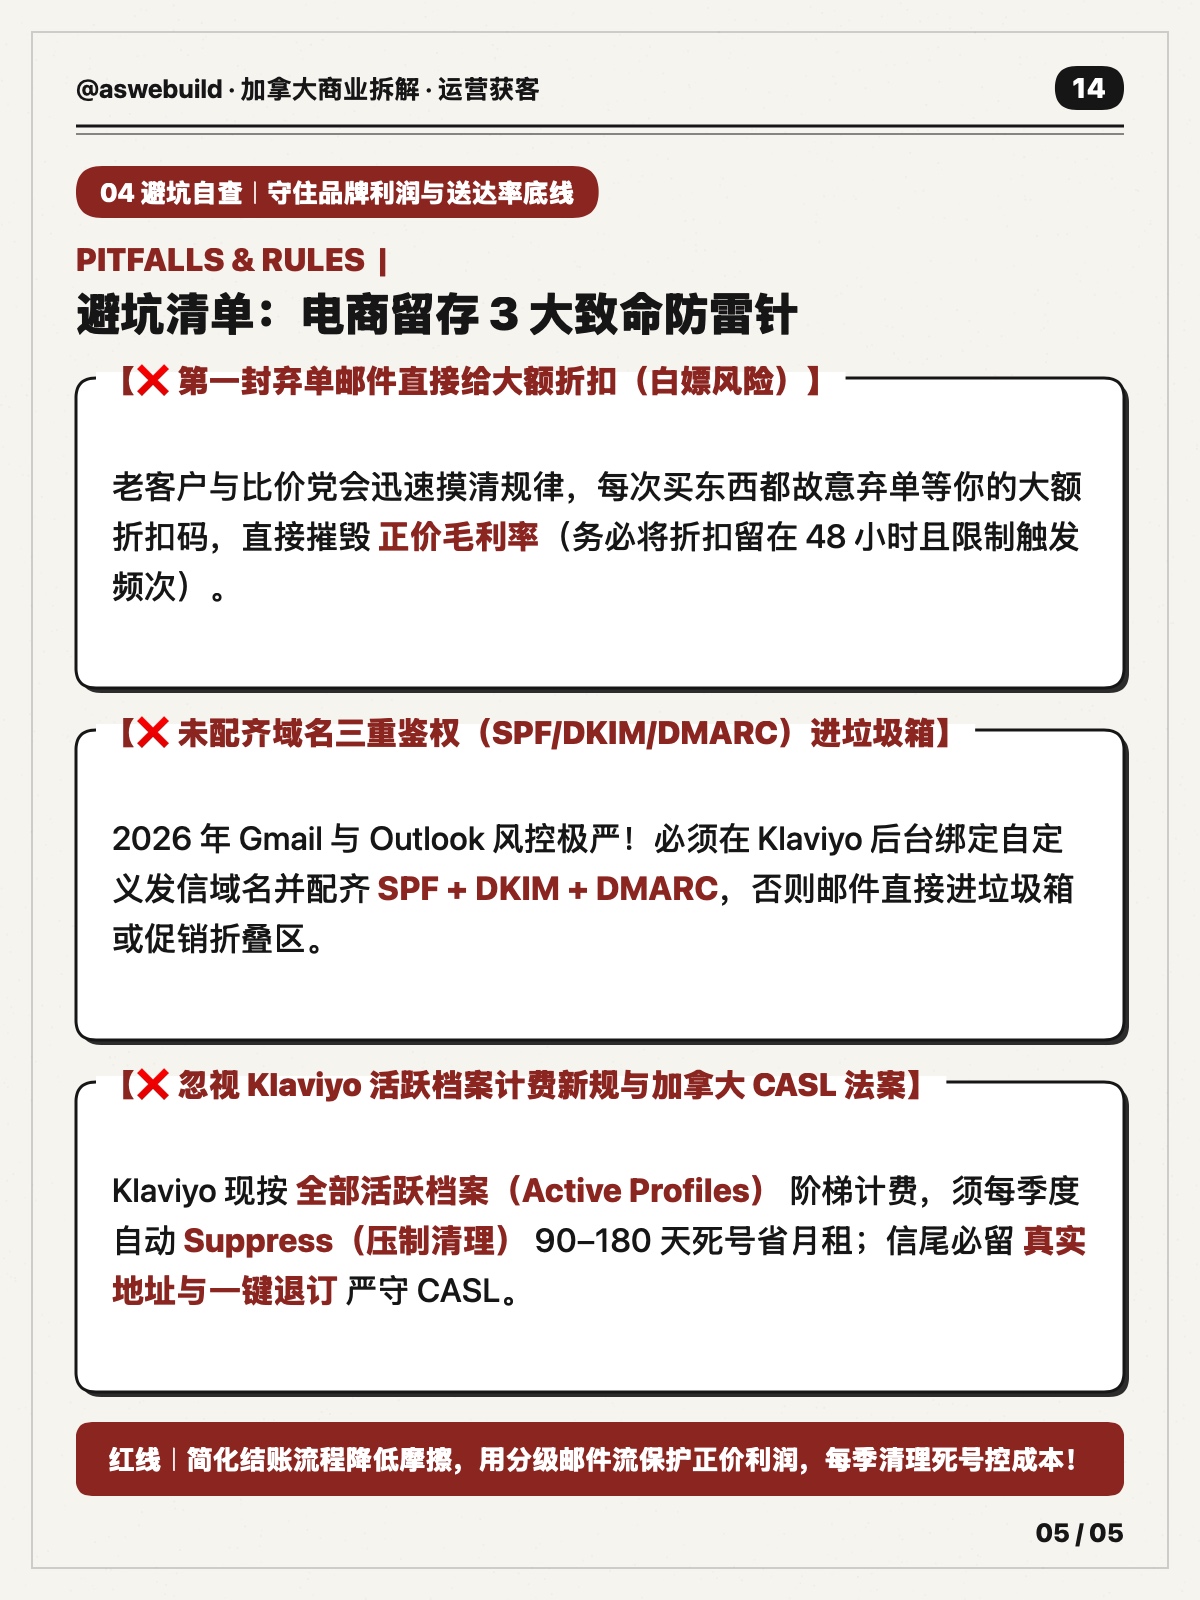 @aswebuild · 加拿大商业拆解 · 运营获客
14
04 避坑自查｜守住品牌利润与送达率底线
PITFALLS & RULES |
避坑清单：电商留存 3 大致命防雷针
【❌ 第一封弃单邮件直接给大额折扣（白嫖风险）】
老客户与比价党会迅速摸清规律，每次买东西都故意弃单等你的大额
折扣码，直接摧毁 正价毛利率（务必将折扣留在 48 小时且限制触发
频次）。
【❌ 未配齐域名三重鉴权（SPF/DKIM/DMARC）进垃圾箱】
2026 年 Gmail 与 Outlook 风控极严！必须在 Klaviyo 后台绑定自定
义发信域名并配齐 SPF + DKIM + DMARC，否则邮件直接进垃圾箱
或促销折叠区。
【❌ 忽视 Klaviyo 活跃档案计费新规与加拿大 CASL 法案】
Klaviyo 现按 全部活跃档案（Active Profiles） 阶梯计费，须每季度
自动 Suppress（压制清理） 90–180 天死号省月租；信尾必留 真实
地址与一键退订 严守 CASL。
红线｜简化结账流程降低摩擦，用分级邮件流保护正价利润，每季清理死号控成本！
05 / 05